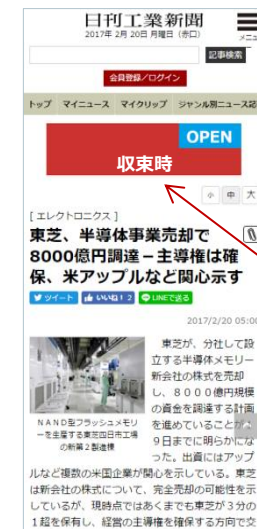 日刊工業新聞
2017年 2月 20日 月曜日 (赤口)
メニュー
記事検索
会員登録/ログイン
トップ マイニュース マイクリップ ジャンル別ニュース記
OPEN
収束時
小 中 大
[ エレクトロニクス ]
東芝、半導体事業売却で
8000億円調達－主導権は確
保、米アップルなど関心示す
ツイート いいね! 2 LINEで送る
2017/2/20 05:00
東芝が、分社して設
立する半導体メモリー
新会社の株式を売却
し、８０００億円規模
の資金を調達する計画
を進めていることが１
９日までに明らかにな
った。出資にはアップ
NAND型フラッシュメモリ
ーを生産する東芝四日市工場
の新第２製造棟
ルなど複数の米国企業が関心を示している。東芝
は新会社の株式について、完全売却の可能性を示
しているが、現時点ではあくまでも東芝が３分の
１超を保有し、経営の主導権を確保する方向で交